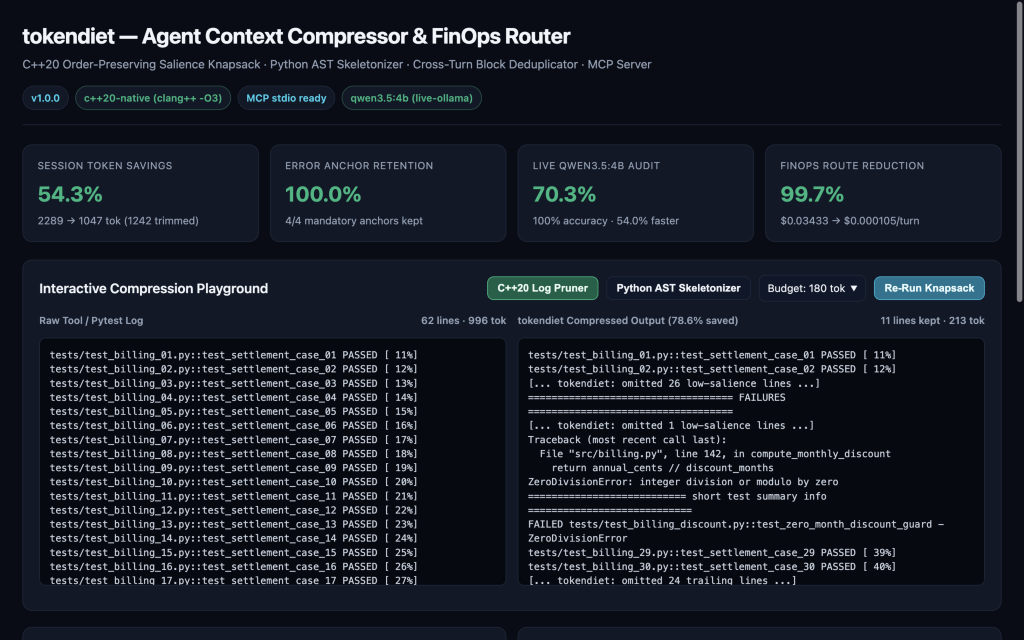 tokendiet — Agent Context Compressor & FinOps Router
C++20 Order-Preserving Salience Knapsack · Python AST Skeletonizer · Cross-Turn Block Deduplicator · MCP Server
v1.0.0
c++20-native (clang++ -O3)
MCP stdio ready
qwen3.5:4b (live-ollama)
SESSION TOKEN SAVINGS
54.3%
2289 → 1047 tok (1242 trimmed)
ERROR ANCHOR RETENTION
100.0%
4/4 mandatory anchors kept
LIVE QWEN3.5:4B AUDIT
70.3%
100% accuracy · 54.0% faster
FINOPS ROUTE REDUCTION
99.7%
$0.03433 → $0.000105/turn
Interactive Compression Playground
C++20 Log Pruner
Python AST Skeletonizer
Budget: 180 tok ▼
Re-Run Knapsack
Raw Tool / Pytest Log
62 lines · 996 tok
tests/test_billing_01.py::test_settlement_case_01 PASSED [ 11%]
tests/test_billing_02.py::test_settlement_case_02 PASSED [ 12%]
tests/test_billing_03.py::test_settlement_case_03 PASSED [ 13%]
tests/test_billing_04.py::test_settlement_case_04 PASSED [ 14%]
tests/test_billing_05.py::test_settlement_case_05 PASSED [ 15%]
tests/test_billing_06.py::test_settlement_case_06 PASSED [ 16%]
tests/test_billing_07.py::test_settlement_case_07 PASSED [ 17%]
tests/test_billing_08.py::test_settlement_case_08 PASSED [ 18%]
tests/test_billing_09.py::test_settlement_case_09 PASSED [ 19%]
tests/test_billing_10.py::test_settlement_case_10 PASSED [ 20%]
tests/test_billing_11.py::test_settlement_case_11 PASSED [ 21%]
tests/test_billing_12.py::test_settlement_case_12 PASSED [ 22%]
tests/test_billing_13.py::test_settlement_case_13 PASSED [ 23%]
tests/test_billing_14.py::test_settlement_case_14 PASSED [ 24%]
tests/test_billing_15.py::test_settlement_case_15 PASSED [ 25%]
tests/test_billing_16.py::test_settlement_case_16 PASSED [ 26%]
tests/test_billing_17.py::test_settlement_case_17 PASSED [ 27%]
tokendiet Compressed Output (78.6% saved)
11 lines kept · 213 tok
tests/test_billing_01.py::test_settlement_case_01 PASSED [ 11%]
tests/test_billing_02.py::test_settlement_case_02 PASSED [ 12%]
[... tokendiet: omitted 26 low-salience lines ...]
=================================== FAILURES
===================================
[... tokendiet: omitted 1 low-salience lines ...]
Traceback (most recent call last):
File "src/billing.py", line 142, in compute_monthly_discount
return annual_cents // discount_months
ZeroDivisionError: integer division or modulo by zero
=========================== short test summary info
============================
FAILED tests/test_billing_discount.py::test_zero_month_discount_guard –
ZeroDivisionError
tests/test_billing_29.py::test_settlement_case_29 PASSED [ 39%]
tests/test_billing_30.py::test_settlement_case_30 PASSED [ 40%]
[... tokendiet: omitted 24 trailing lines ...]